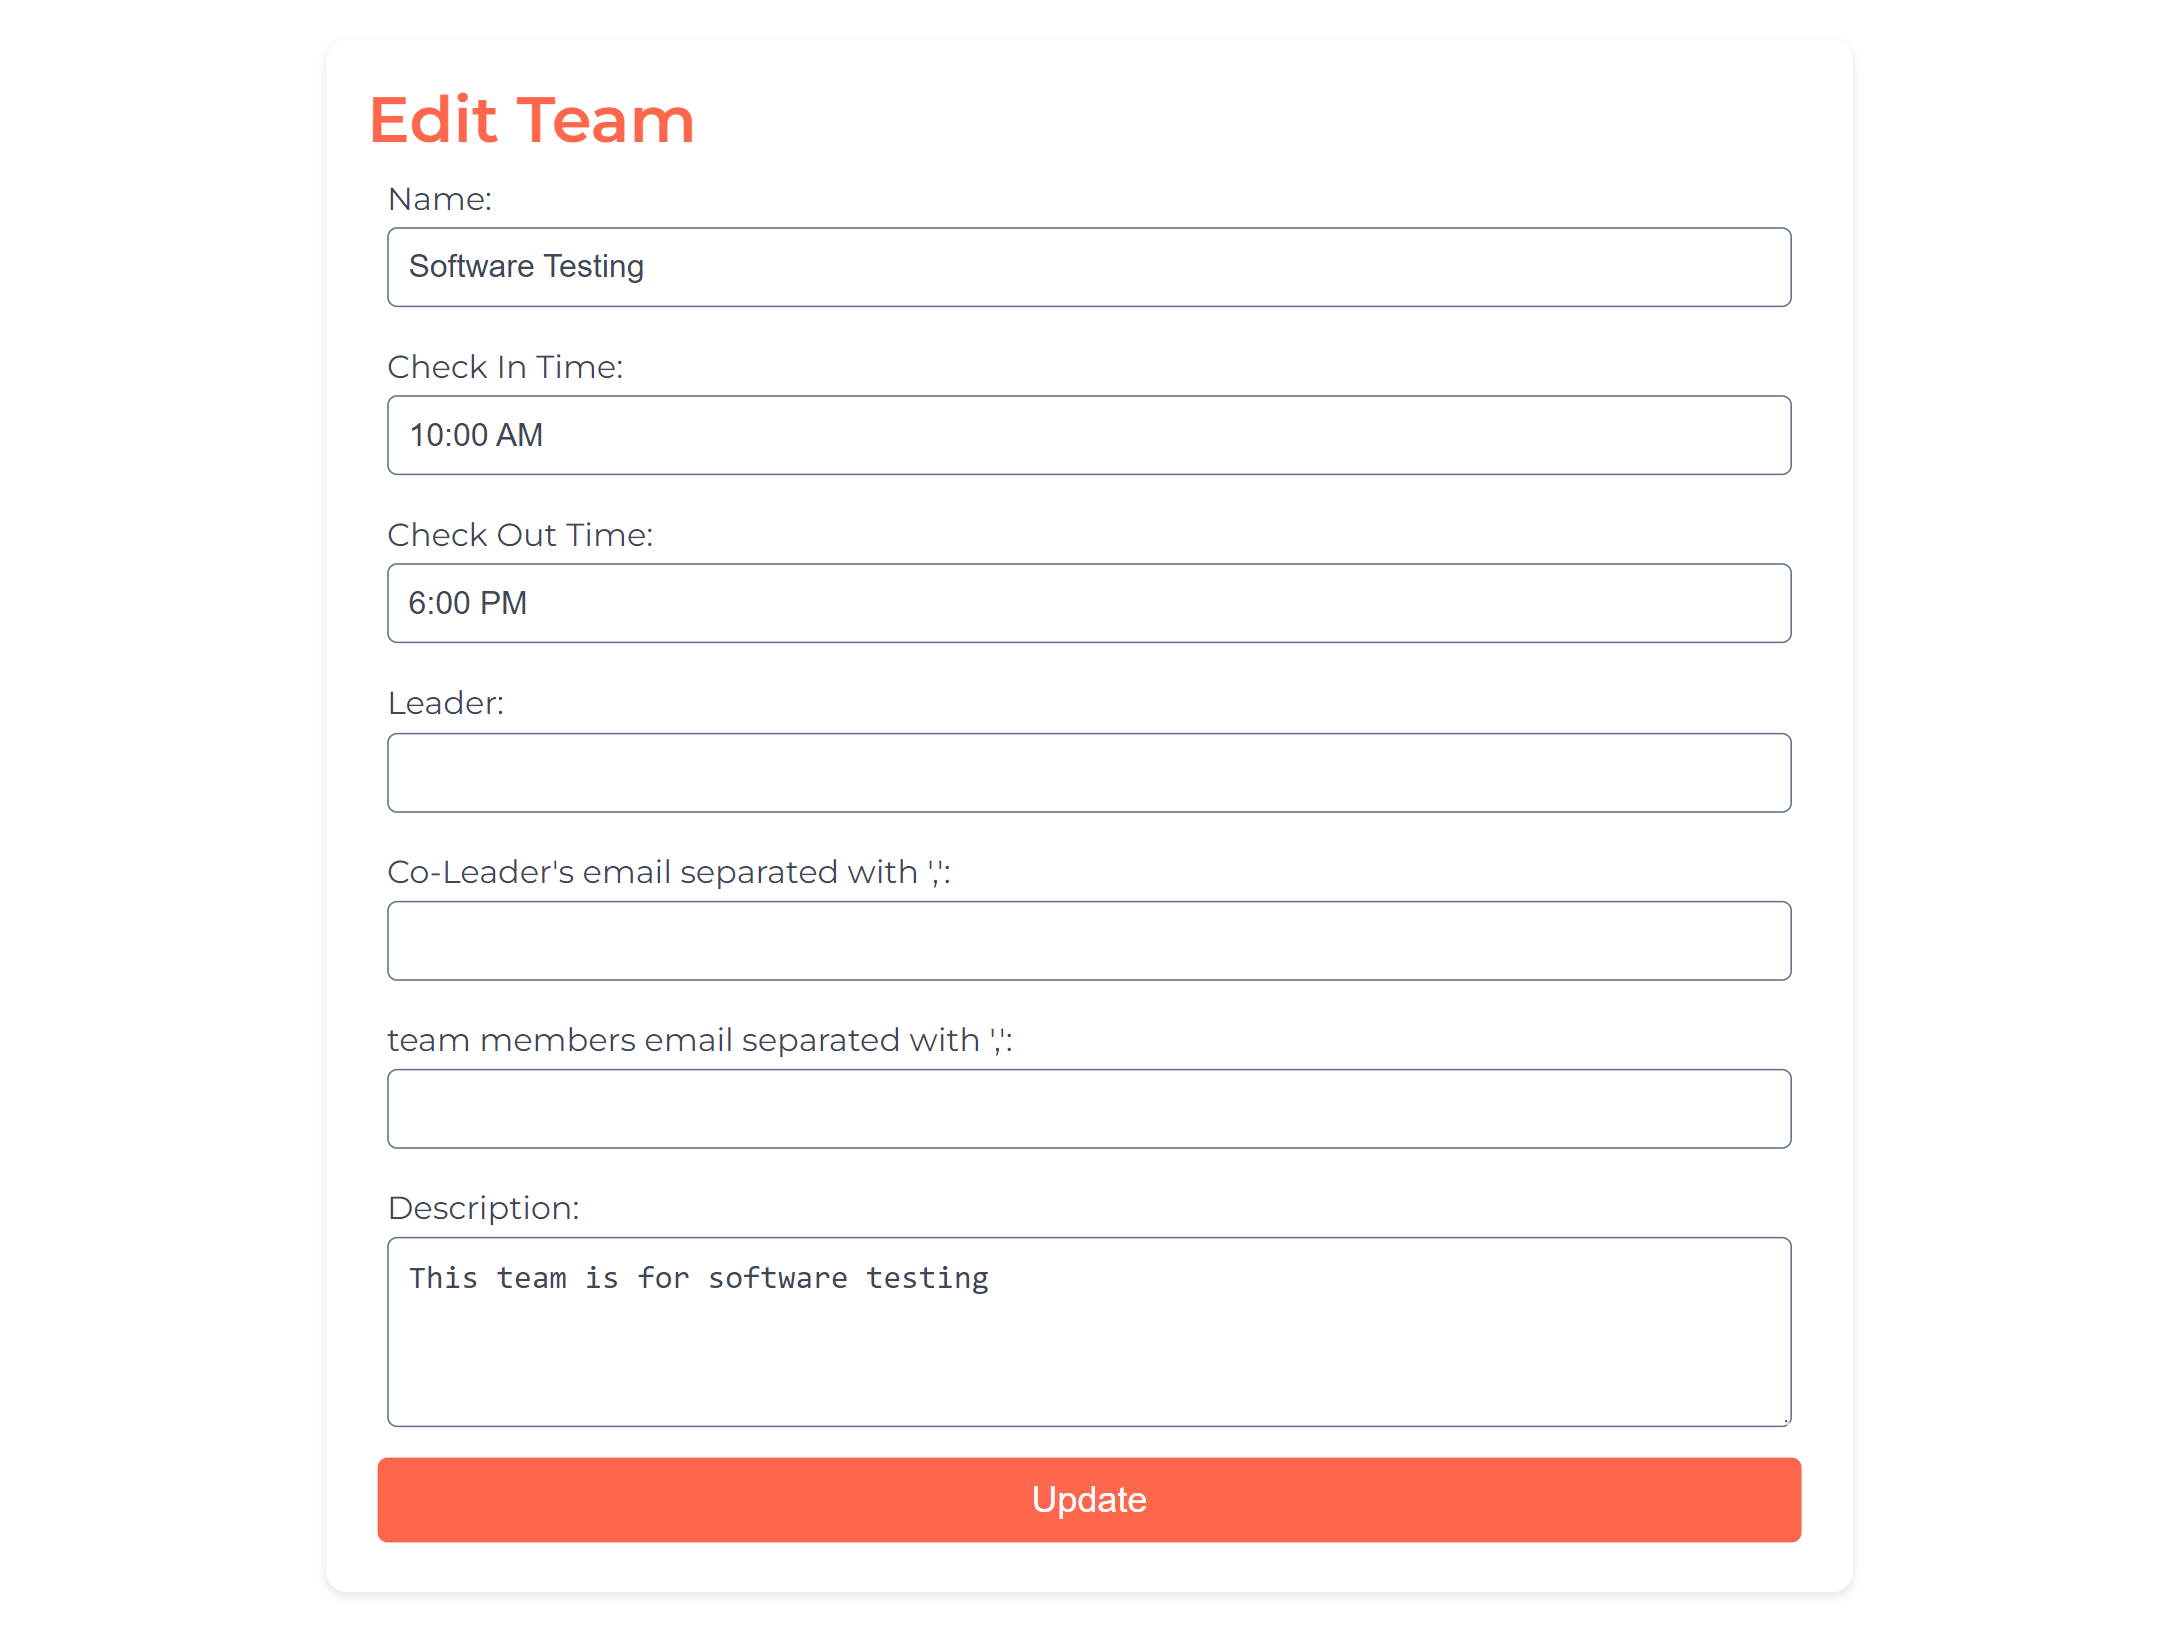 Edit Team
Name:
Software Testing
Check In Time:
10:00 AM
Check Out Time:
6:00 PM
Leader:
Co-Leader's email separated with ',':
team members email separated with ',':
Description:
This team is for software testing
Update